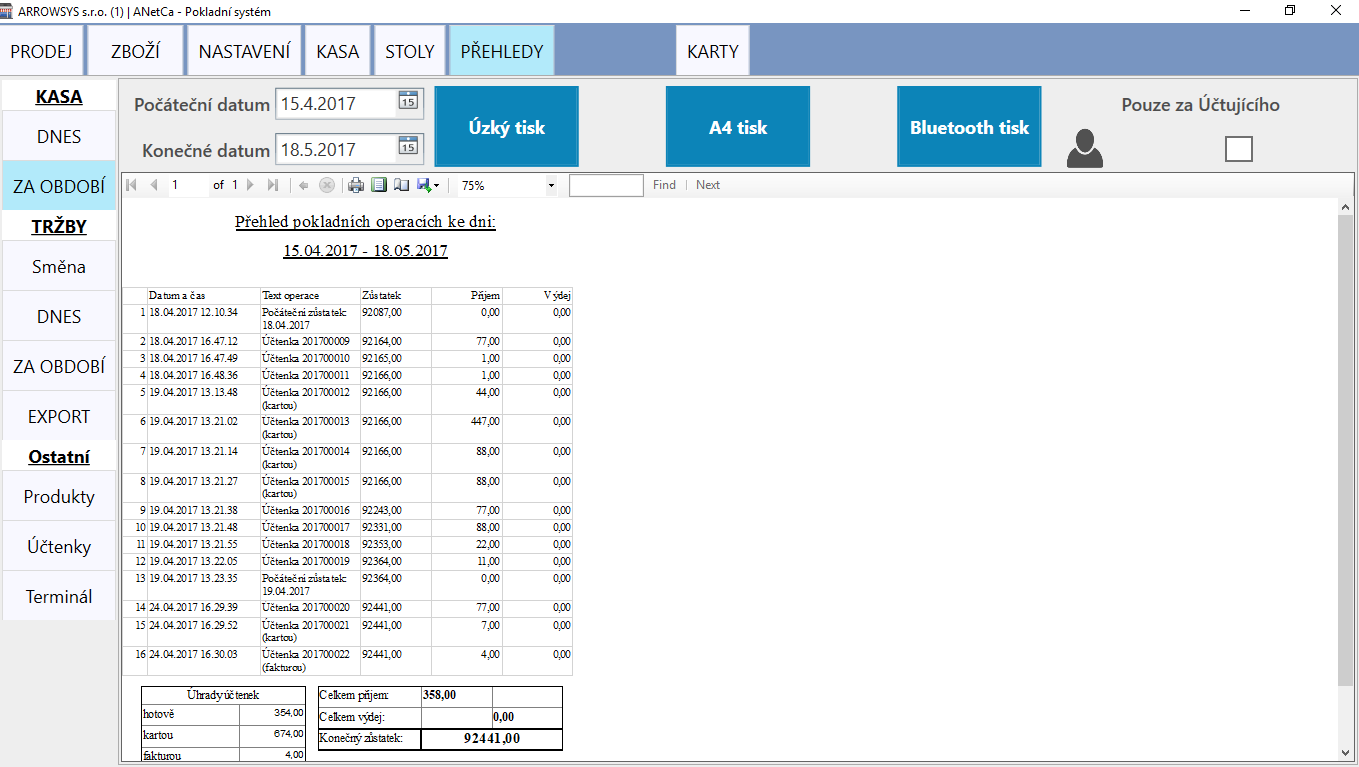 ARROWSYS s.r.o. (1) | ANetCa - Pokladní systém
PRODEJ ZBOŽÍ NASTAVENÍ KASA STOLY PŘEHLEDY KARTY
KASA
DNES
ZA OBDOBÍ
TRŽBY
Směna
DNES
ZA OBDOBÍ
EXPORT
Ostatní
Produkty
Účtenky
Terminál
Počáteční datum 15.4.2017 15
Konečné datum 18.5.2017 15
Úzký tisk
A4 tisk
Bluetooth tisk
Pouze za Účtujícího
1 of 1 75% Find | Next
Přehled pokladních operacích ke dni:
15.04.2017 - 18.05.2017
Datum a čas Text operace Zůstatek Příjem Výdej
1 18.04.2017 12.10.34 Počáteční zůstatek 92087,00 0,00 0,00
18.04.2017
2 18.04.2017 16.47.12 Účtenka 201700009 92164,00 77,00 0,00
3 18.04.2017 16.47.49 Účtenka 201700010 92165,00 1,00 0,00
4 18.04.2017 16.48.36 Účtenka 201700011 92166,00 1,00 0,00
5 19.04.2017 13.13.48 Účtenka 201700012 92166,00 44,00 0,00
(kartou)
6 19.04.2017 13.21.02 Účtenka 201700013 92166,00 447,00 0,00
(kartou)
7 19.04.2017 13.21.14 Účtenka 201700014 92166,00 88,00 0,00
(kartou)
8 19.04.2017 13.21.27 Účtenka 201700015 92166,00 88,00 0,00
(kartou)
9 19.04.2017 13.21.38 Účtenka 201700016 92243,00 77,00 0,00
10 19.04.2017 13.21.48 Účtenka 201700017 92331,00 88,00 0,00
11 19.04.2017 13.21.55 Účtenka 201700018 92353,00 22,00 0,00
12 19.04.2017 13.22.05 Účtenka 201700019 92364,00 11,00 0,00
13 19.04.2017 13.23.35 Počáteční zůstatek 92364,00 0,00 0,00
19.04.2017
14 24.04.2017 16.29.39 Účtenka 201700020 92441,00 77,00 0,00
15 24.04.2017 16.29.52 Účtenka 201700021 92441,00 7,00 0,00
(kartou)
16 24.04.2017 16.30.03 Účtenka 201700022 92441,00 4,00 0,00
(fakturou)
Úhrady účtenek
hotově 354,00
kartou 674,00
fakturou 4,00
Celkem příjem: 358,00
Celkem výdej: 0,00
Konečný zůstatek: 92441,00